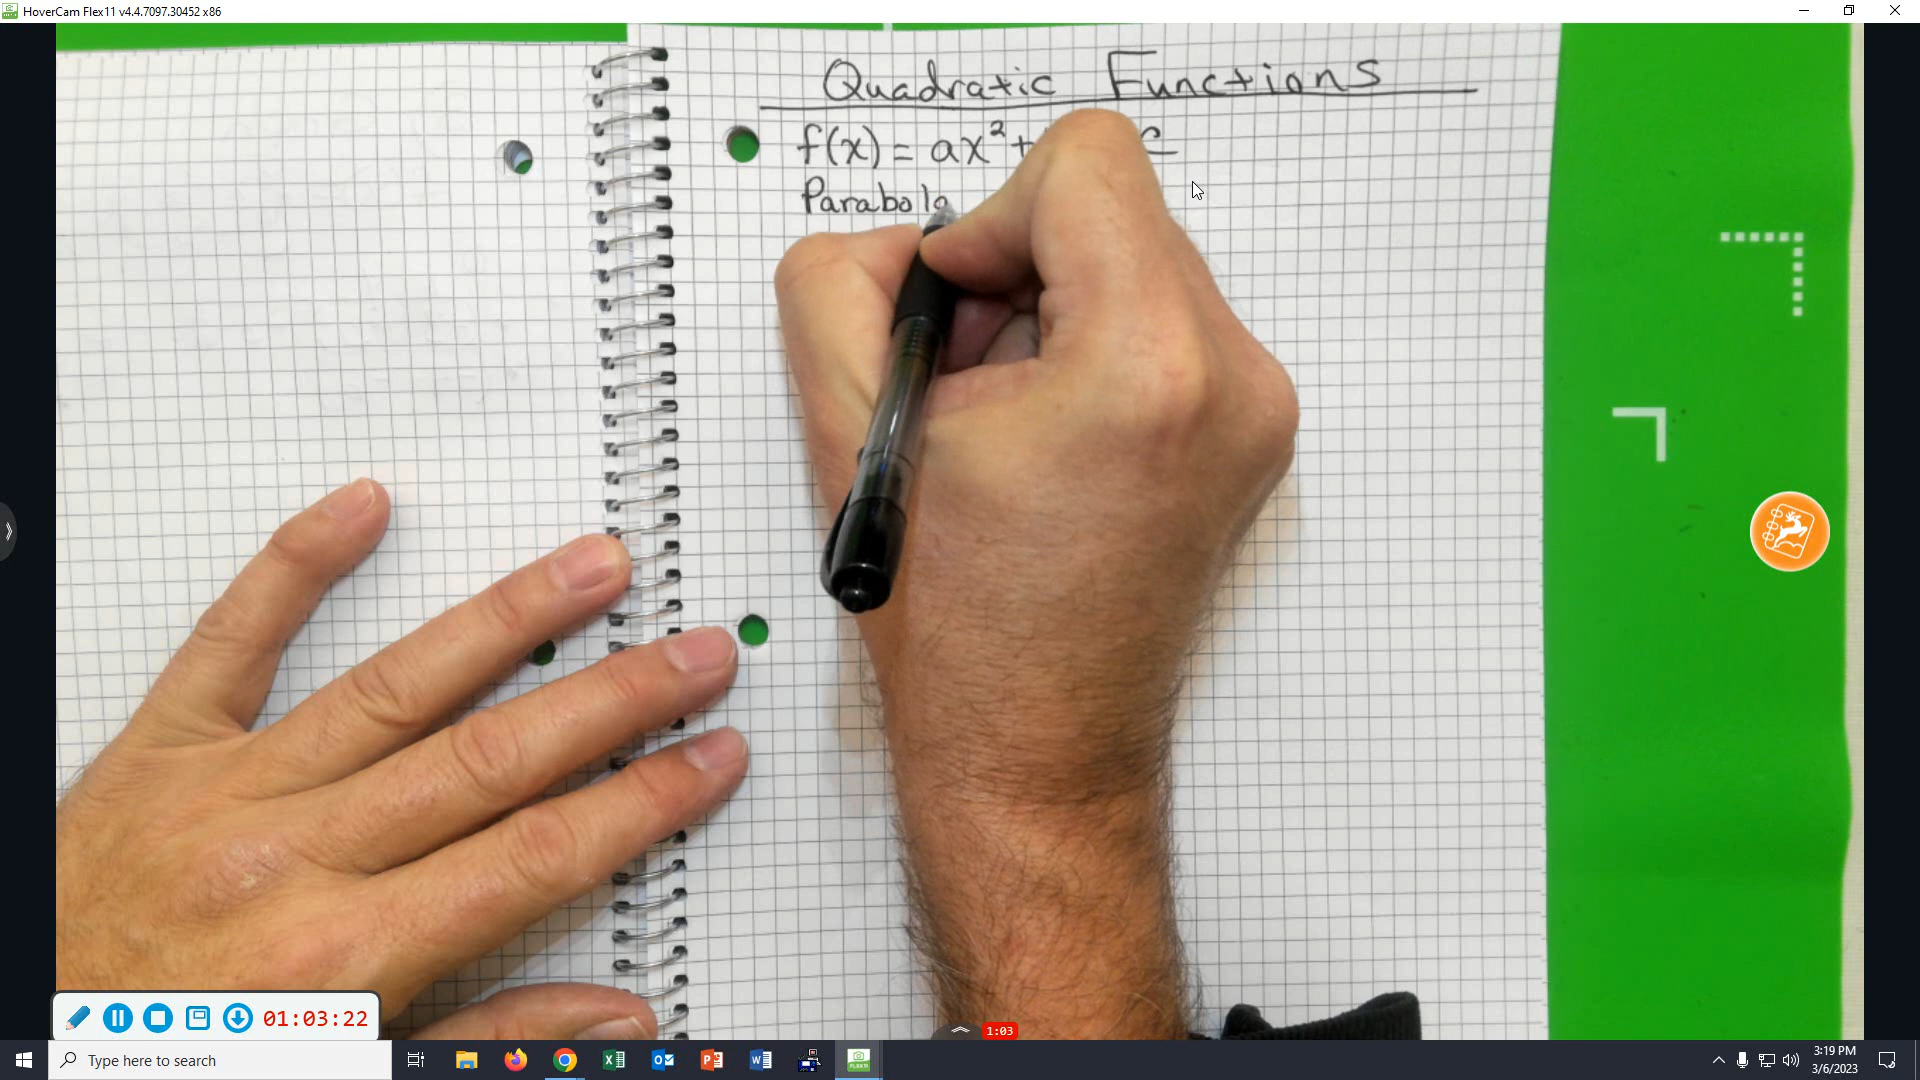 HoverCam Flex11 v4.4.7097.30452 x86
Quadratic Functions
f(x) = ax² + c
Parabola
01:03:22
1:03
Type here to search
3:19 PM
3/6/2023